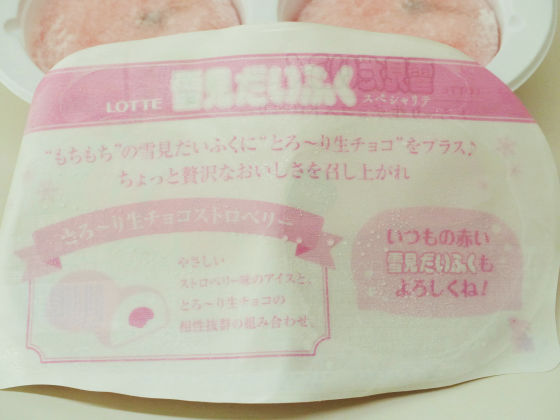 LOTTE 雪見だいふく スペシャリテ
“もちもち”の雪見だいふくに“とろ〜り生チョコ”をプラス♪
ちょっと贅沢なおいしさを召し上がれ
とろ〜り生チョコストロベリー
やさしい
ストロベリー味のアイスと、
とろ〜り生チョコの
相性抜群の組み合わせ。
いつもの赤い
雪見だいふくも
よろしくね!